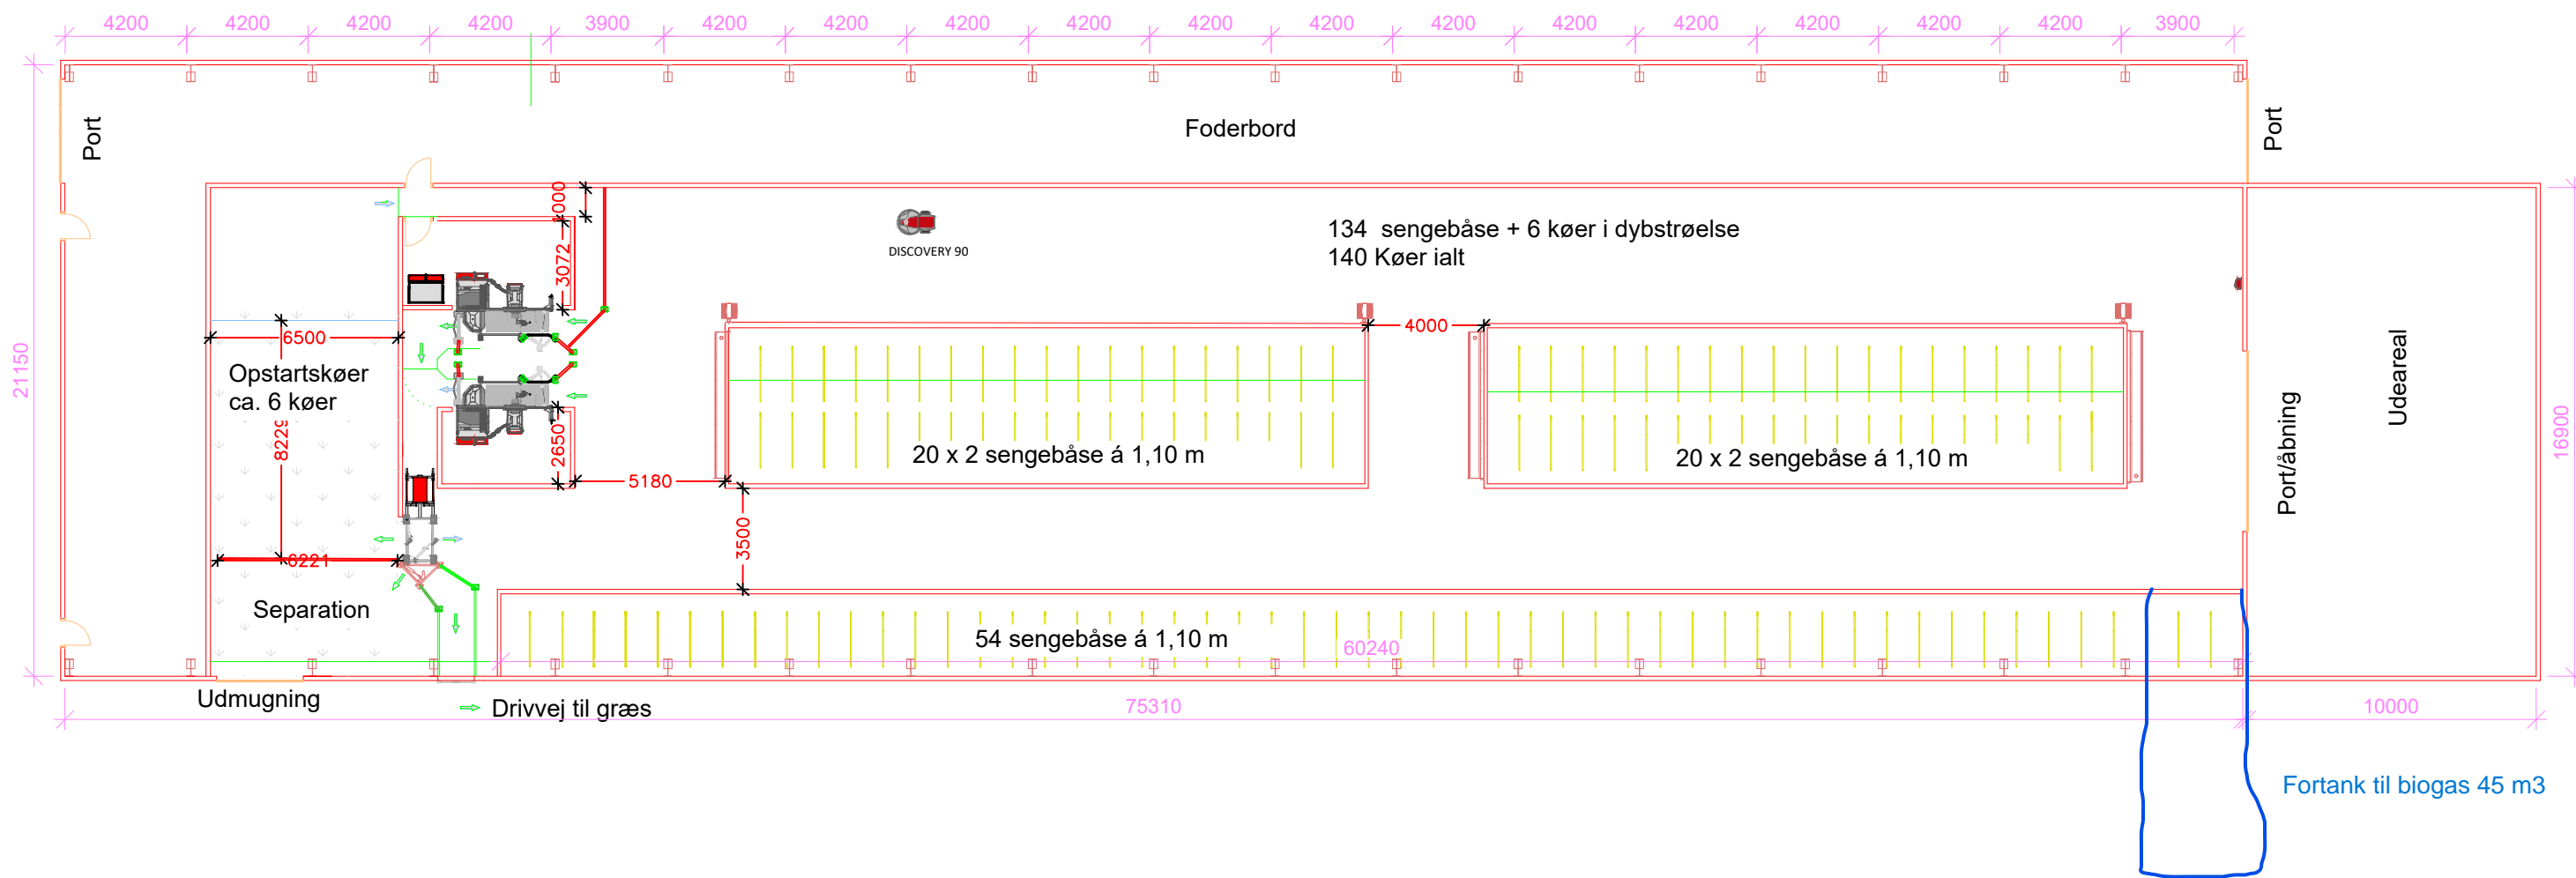 4200 4200 4200 4200 3900 4200 4200 4200 4200 4200 4200 4200 4200 4200 4200 4200 4200 3900
Port
Foderbord
Port
21150
1000
3072
DISCOVERY 90
134 sengebåse + 6 køer i dybstrøelse
140 Køer ialt
6500
4000
Opstartskøer
ca. 6 køer
8229
2650
5180
20 x 2 sengebåse á 1,10 m
20 x 2 sengebåse á 1,10 m
Port/åbning
Udeareal
16900
3500
6221
Separation
54 sengebåse á 1,10 m
60240
Udmugning
Drivvej til græs
75310
10000
Fortank til biogas 45 m3